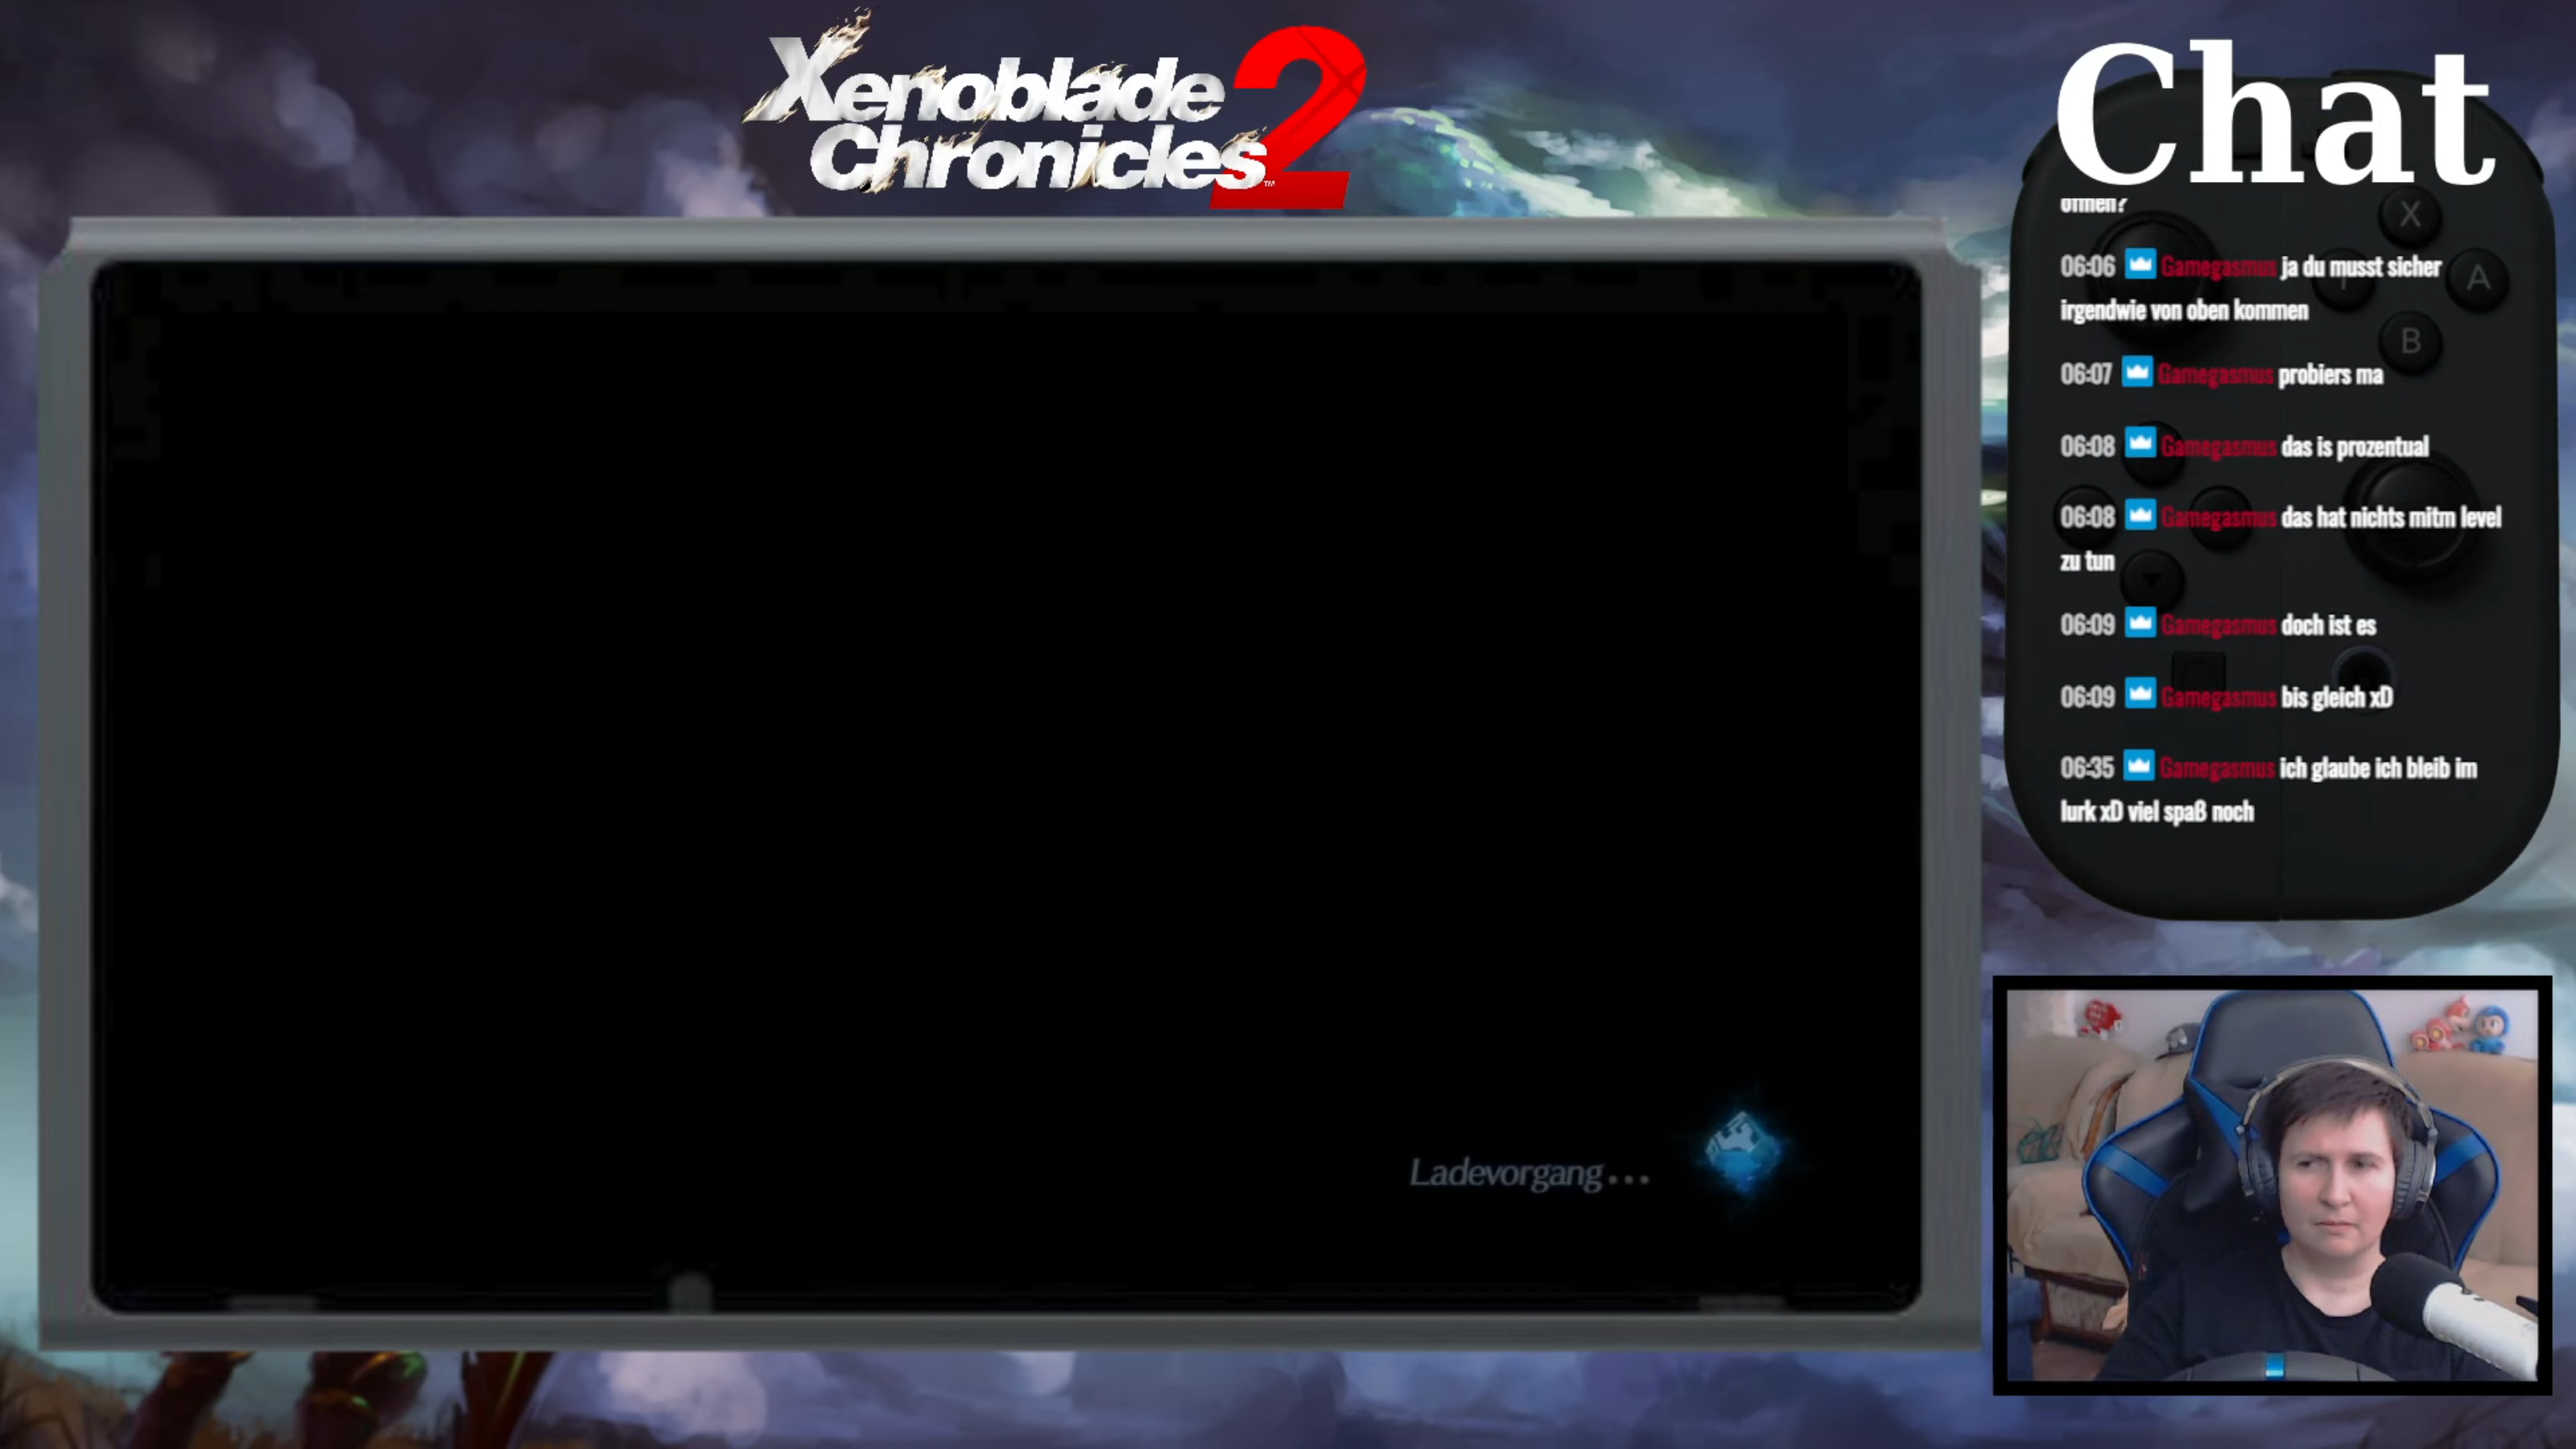 Xenoblade
Chronicles 2
TM
Chat
öffnen?
06:06 Gamegasmus ja du musst sicher
irgendwie von oben kommen
06:07 Gamegasmus probiers ma
06:08 Gamegasmus das is prozentual
06:08 Gamegasmus das hat nichts mitm level
zu tun
06:09 Gamegasmus doch ist es
06:09 Gamegasmus bis gleich xD
06:35 Gamegasmus ich glaube ich bleib im
lurk xD viel spaß noch
X
A
B
Ladevorgang...